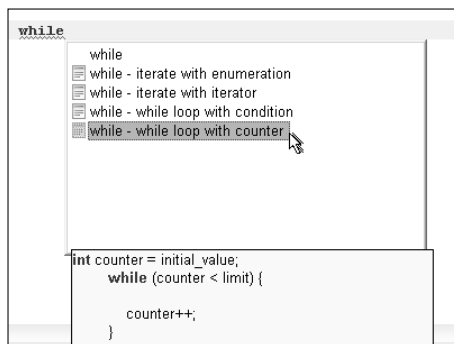 while
while
while - iterate with enumeration
while - iterate with iterator
while - while loop with condition
while - while loop with counter
int counter = initial_value;
while (counter < limit) {
counter++;
}